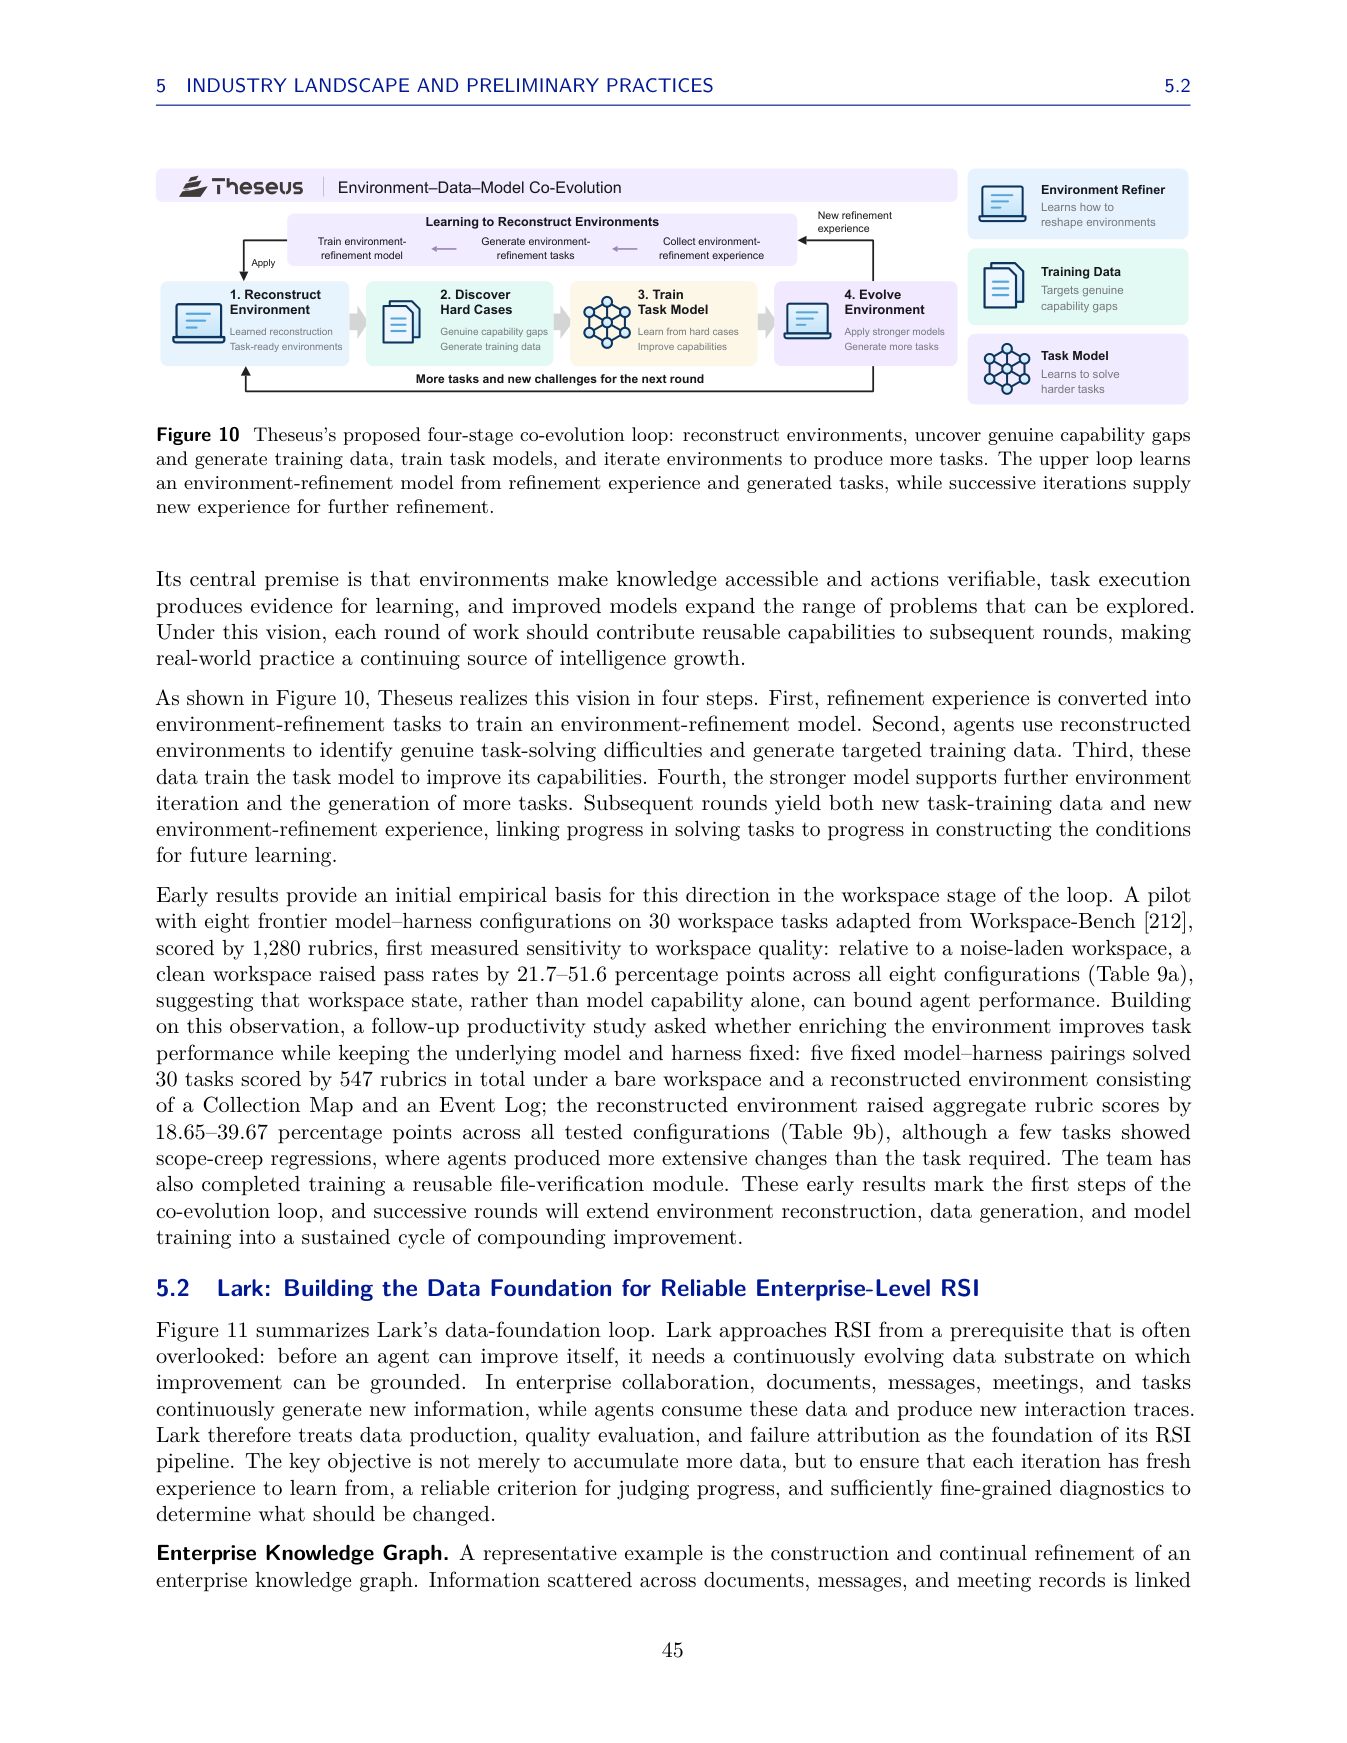 5 INDUSTRY LANDSCAPE AND PRELIMINARY PRACTICES 5.2
Theseus Environment–Data–Model Co-Evolution
Learning to Reconstruct Environments
Train environment-
refinement model
Generate environment-
refinement tasks
Collect environment-
refinement experience
New refinement
experience
Apply
1. Reconstruct
Environment
Learned reconstruction
Task-ready environments
2. Discover
Hard Cases
Genuine capability gaps
Generate training data
3. Train
Task Model
Learn from hard cases
Improve capabilities
4. Evolve
Environment
Apply stronger models
Generate more tasks
More tasks and new challenges for the next round
Environment Refiner
Learns how to
reshape environments
Training Data
Targets genuine
capability gaps
Task Model
Learns to solve
harder tasks
Figure 10 Theseus's proposed four-stage co-evolution loop: reconstruct environments, uncover genuine capability gaps
and generate training data, train task models, and iterate environments to produce more tasks. The upper loop learns
an environment-refinement model from refinement experience and generated tasks, while successive iterations supply
new experience for further refinement.
Its central premise is that environments make knowledge accessible and actions verifiable, task execution
produces evidence for learning, and improved models expand the range of problems that can be explored.
Under this vision, each round of work should contribute reusable capabilities to subsequent rounds, making
real-world practice a continuing source of intelligence growth.
As shown in Figure 10, Theseus realizes this vision in four steps. First, refinement experience is converted into
environment-refinement tasks to train an environment-refinement model. Second, agents use reconstructed
environments to identify genuine task-solving difficulties and generate targeted training data. Third, these
data train the task model to improve its capabilities. Fourth, the stronger model supports further environment
iteration and the generation of more tasks. Subsequent rounds yield both new task-training data and new
environment-refinement experience, linking progress in solving tasks to progress in constructing the conditions
for future learning.
Early results provide an initial empirical basis for this direction in the workspace stage of the loop. A pilot
with eight frontier model–harness configurations on 30 workspace tasks adapted from Workspace-Bench [212],
scored by 1,280 rubrics, first measured sensitivity to workspace quality: relative to a noise-laden workspace, a
clean workspace raised pass rates by 21.7–51.6 percentage points across all eight configurations (Table 9a),
suggesting that workspace state, rather than model capability alone, can bound agent performance. Building
on this observation, a follow-up productivity study asked whether enriching the environment improves task
performance while keeping the underlying model and harness fixed: five fixed model–harness pairings solved
30 tasks scored by 547 rubrics in total under a bare workspace and a reconstructed environment consisting
of a Collection Map and an Event Log; the reconstructed environment raised aggregate rubric scores by
18.65–39.67 percentage points across all tested configurations (Table 9b), although a few tasks showed
scope-creep regressions, where agents produced more extensive changes than the task required. The team has
also completed training a reusable file-verification module. These early results mark the first steps of the
co-evolution loop, and successive rounds will extend environment reconstruction, data generation, and model
training into a sustained cycle of compounding improvement.
5.2 Lark: Building the Data Foundation for Reliable Enterprise-Level RSI
Figure 11 summarizes Lark's data-foundation loop. Lark approaches RSI from a prerequisite that is often
overlooked: before an agent can improve itself, it needs a continuously evolving data substrate on which
improvement can be grounded. In enterprise collaboration, documents, messages, meetings, and tasks
continuously generate new information, while agents consume these data and produce new interaction traces.
Lark therefore treats data production, quality evaluation, and failure attribution as the foundation of its RSI
pipeline. The key objective is not merely to accumulate more data, but to ensure that each iteration has fresh
experience to learn from, a reliable criterion for judging progress, and sufficiently fine-grained diagnostics to
determine what should be changed.
Enterprise Knowledge Graph. A representative example is the construction and continual refinement of an
enterprise knowledge graph. Information scattered across documents, messages, and meeting records is linked
45